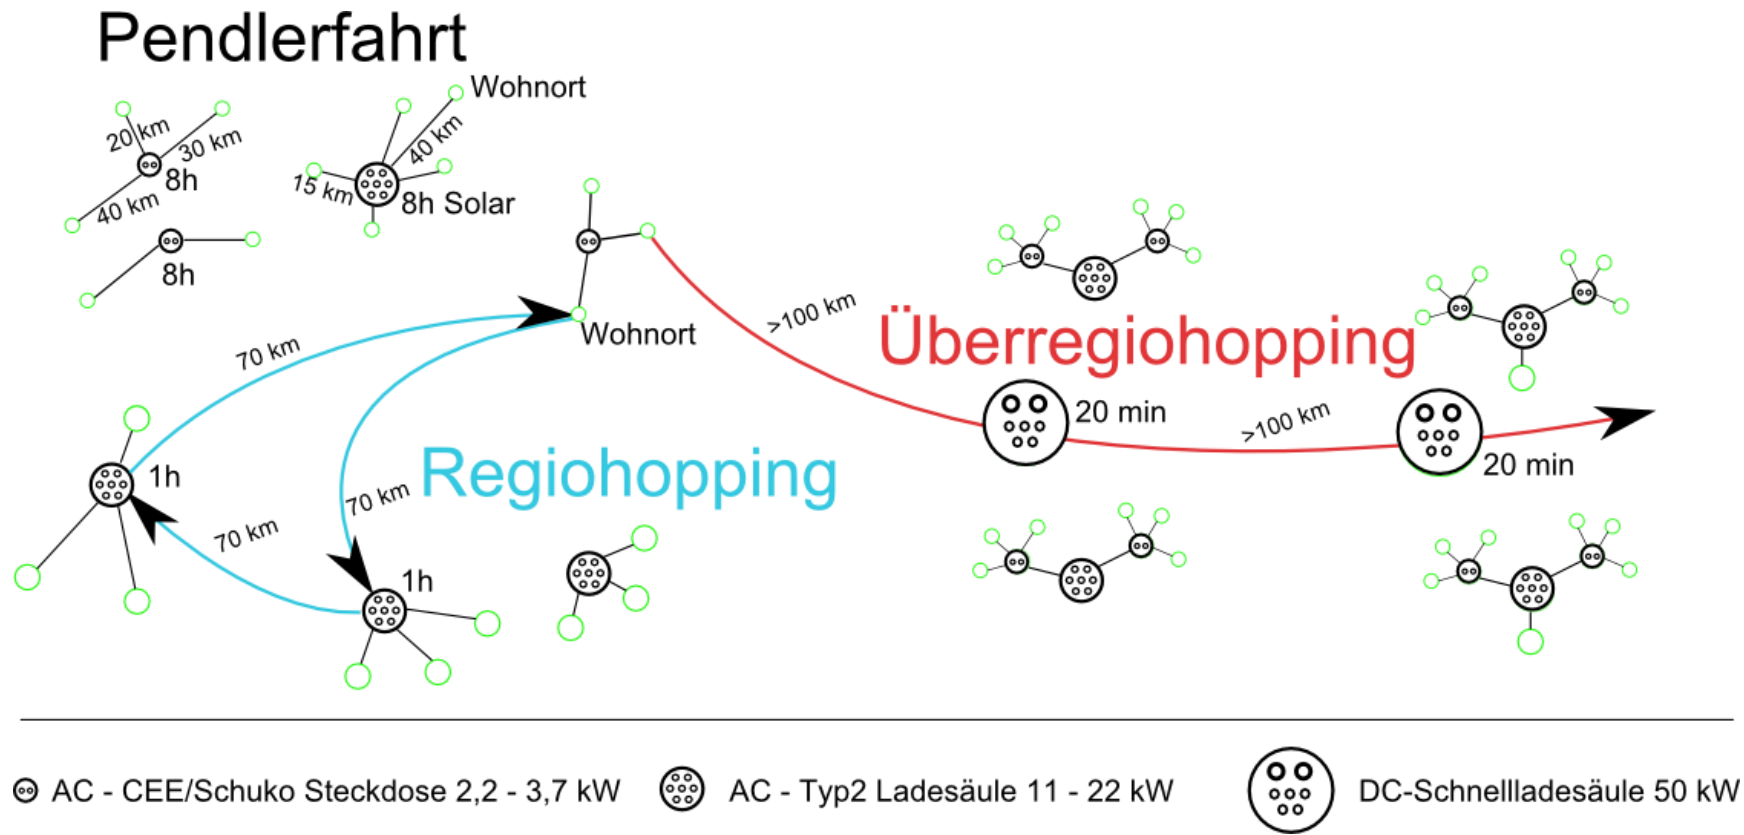 Pendlerfahrt
Wohnort
20 km
30 km
8h
40 km
40 km
15 km
8h Solar
8h
Wohnort
70 km
>100 km
Überregiohopping
20 min
>100 km
20 min
1h
Regiohopping
70 km
70 km
1h
AC - CEE/Schuko Steckdose 2,2 - 3,7 kW
AC - Typ2 Ladesäule 11 - 22 kW
DC-Schnellladesäule 50 kW